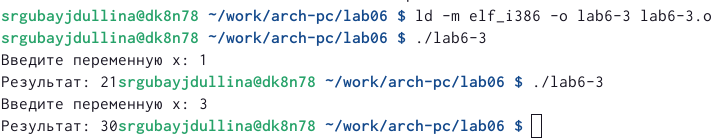 srgubayjdullina@dk8n78 ~/work/arch-pc/lab06 $ ld -m elf_i386 -o lab6-3 lab6-3.o
srgubayjdullina@dk8n78 ~/work/arch-pc/lab06 $ ./lab6-3
Введите переменную x: 1
Результат: 21srgubayjdullina@dk8n78 ~/work/arch-pc/lab06 $ ./lab6-3
Введите переменную x: 3
Результат: 30srgubayjdullina@dk8n78 ~/work/arch-pc/lab06 $